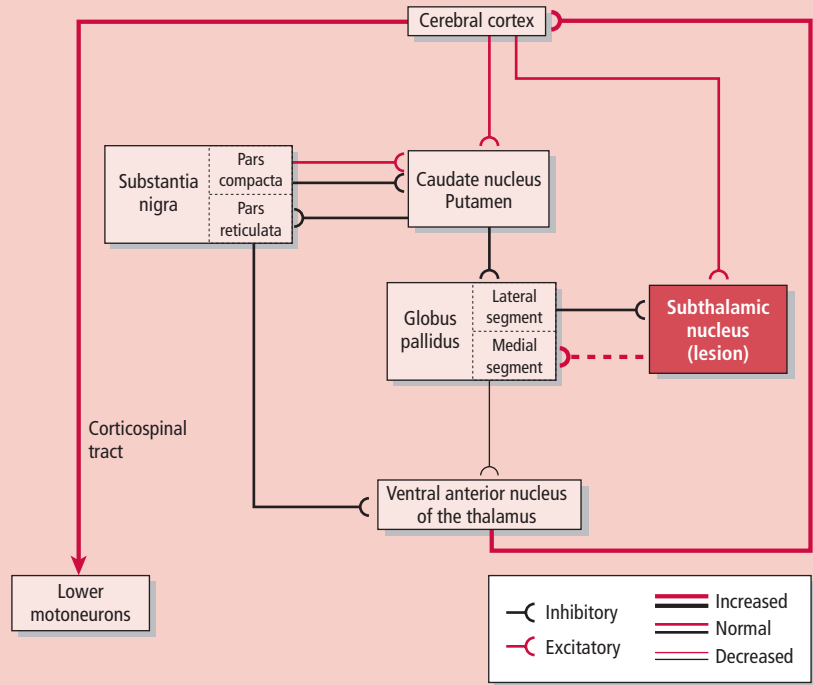 Cerebral cortex
Substantia
nigra
Pars
compacta
Pars
reticulata
Caudate nucleus
Putamen
Globus
pallidus
Lateral
segment
Medial
segment
Subthalamic
nucleus
(lesion)
Corticospinal
tract
Ventral anterior nucleus
of the thalamus
Lower
motoneurons
Inhibitory
Excitatory
Increased
Normal
Decreased